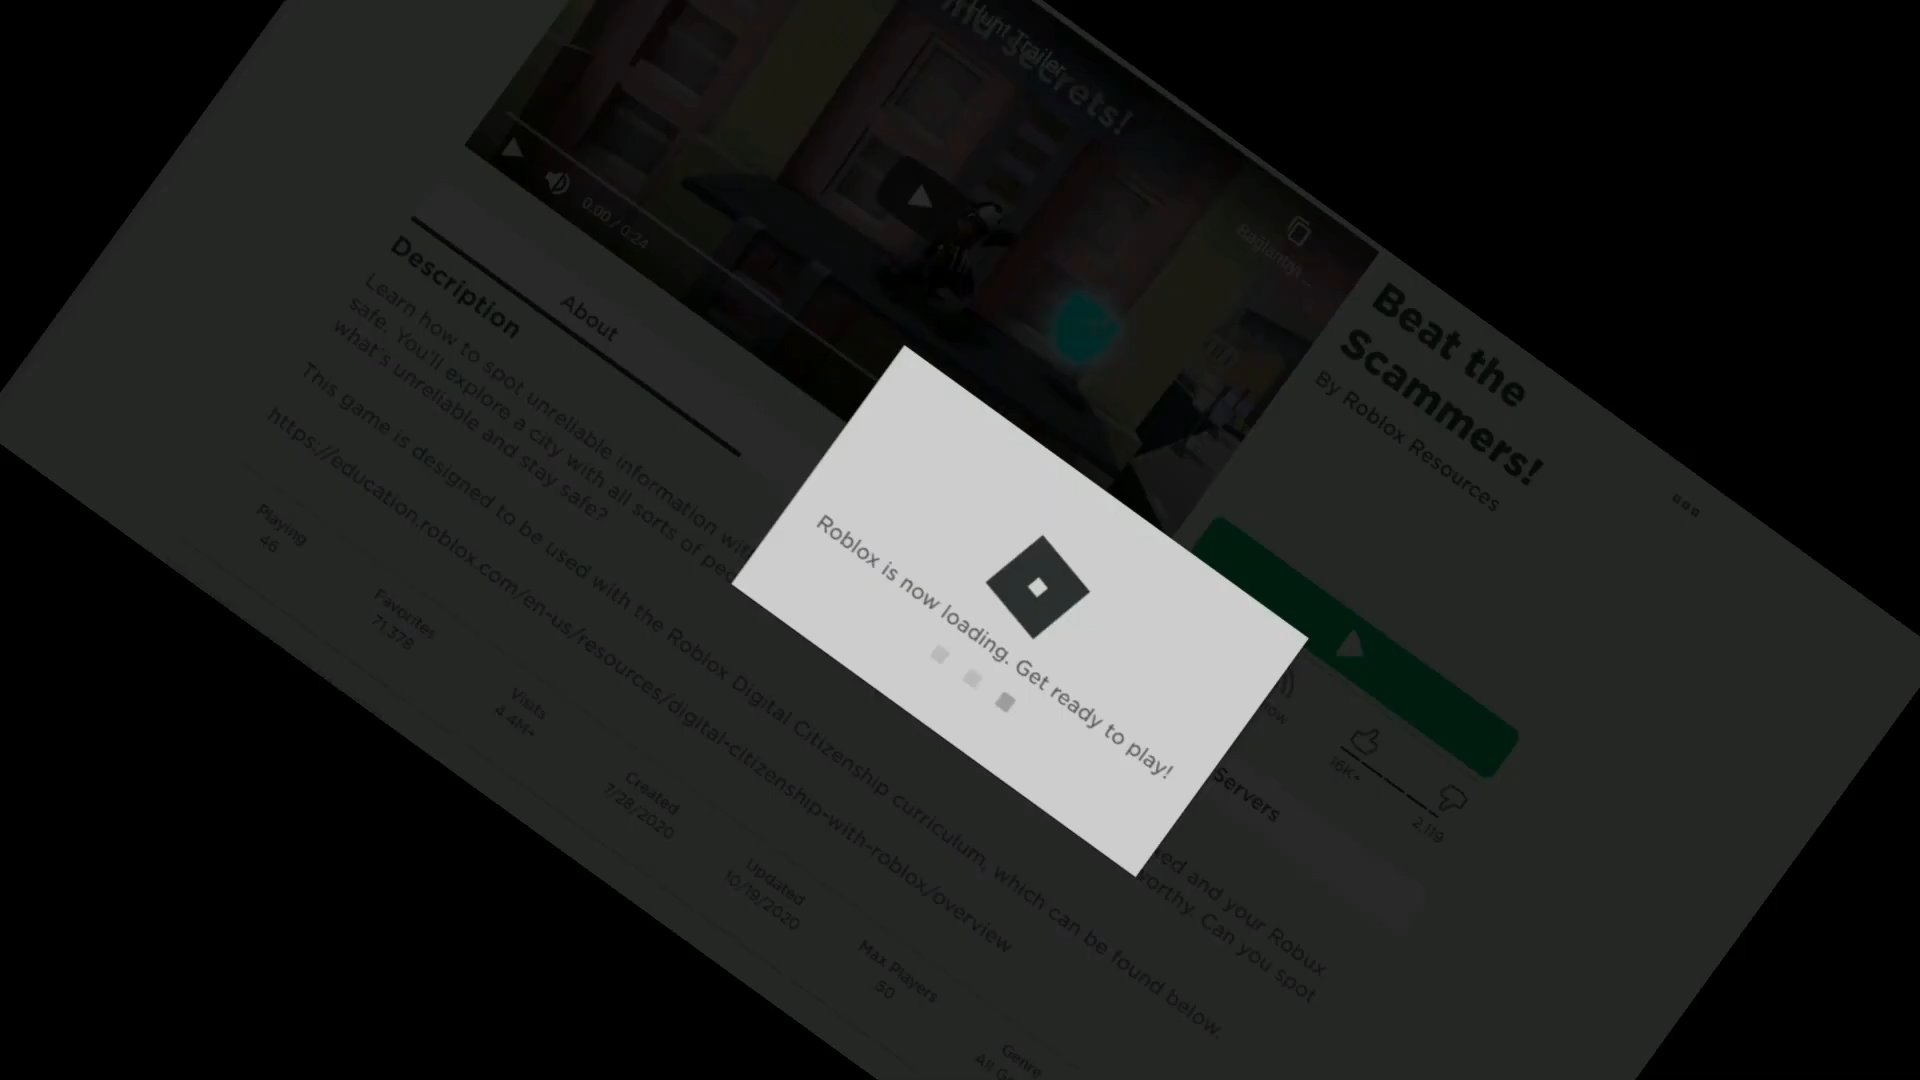 Hunt Trailer
secrets!
0:00 / 0:24
Bağlantıyı...
Beat the
Scammers!
By Roblox Resources
About
Servers
16K+
2,119
Description
Learn how to spot unreliable information
safe. You'll explore a city with all sorts of
what's unreliable and stay safe?
ted and your Robux
Can you spot
This game is designed to be used with the Roblox Digital Citizenship curriculum, which can be found below.
https://education.roblox.com/en-us/resources/digital-citizenship-with-roblox/overview
Playing
46
Favorites
71,378
Visits
4.4M+
Created
7/28/2020
Updated
10/19/2020
Max Players
50
Genre
All
Roblox is now loading. Get ready to play!